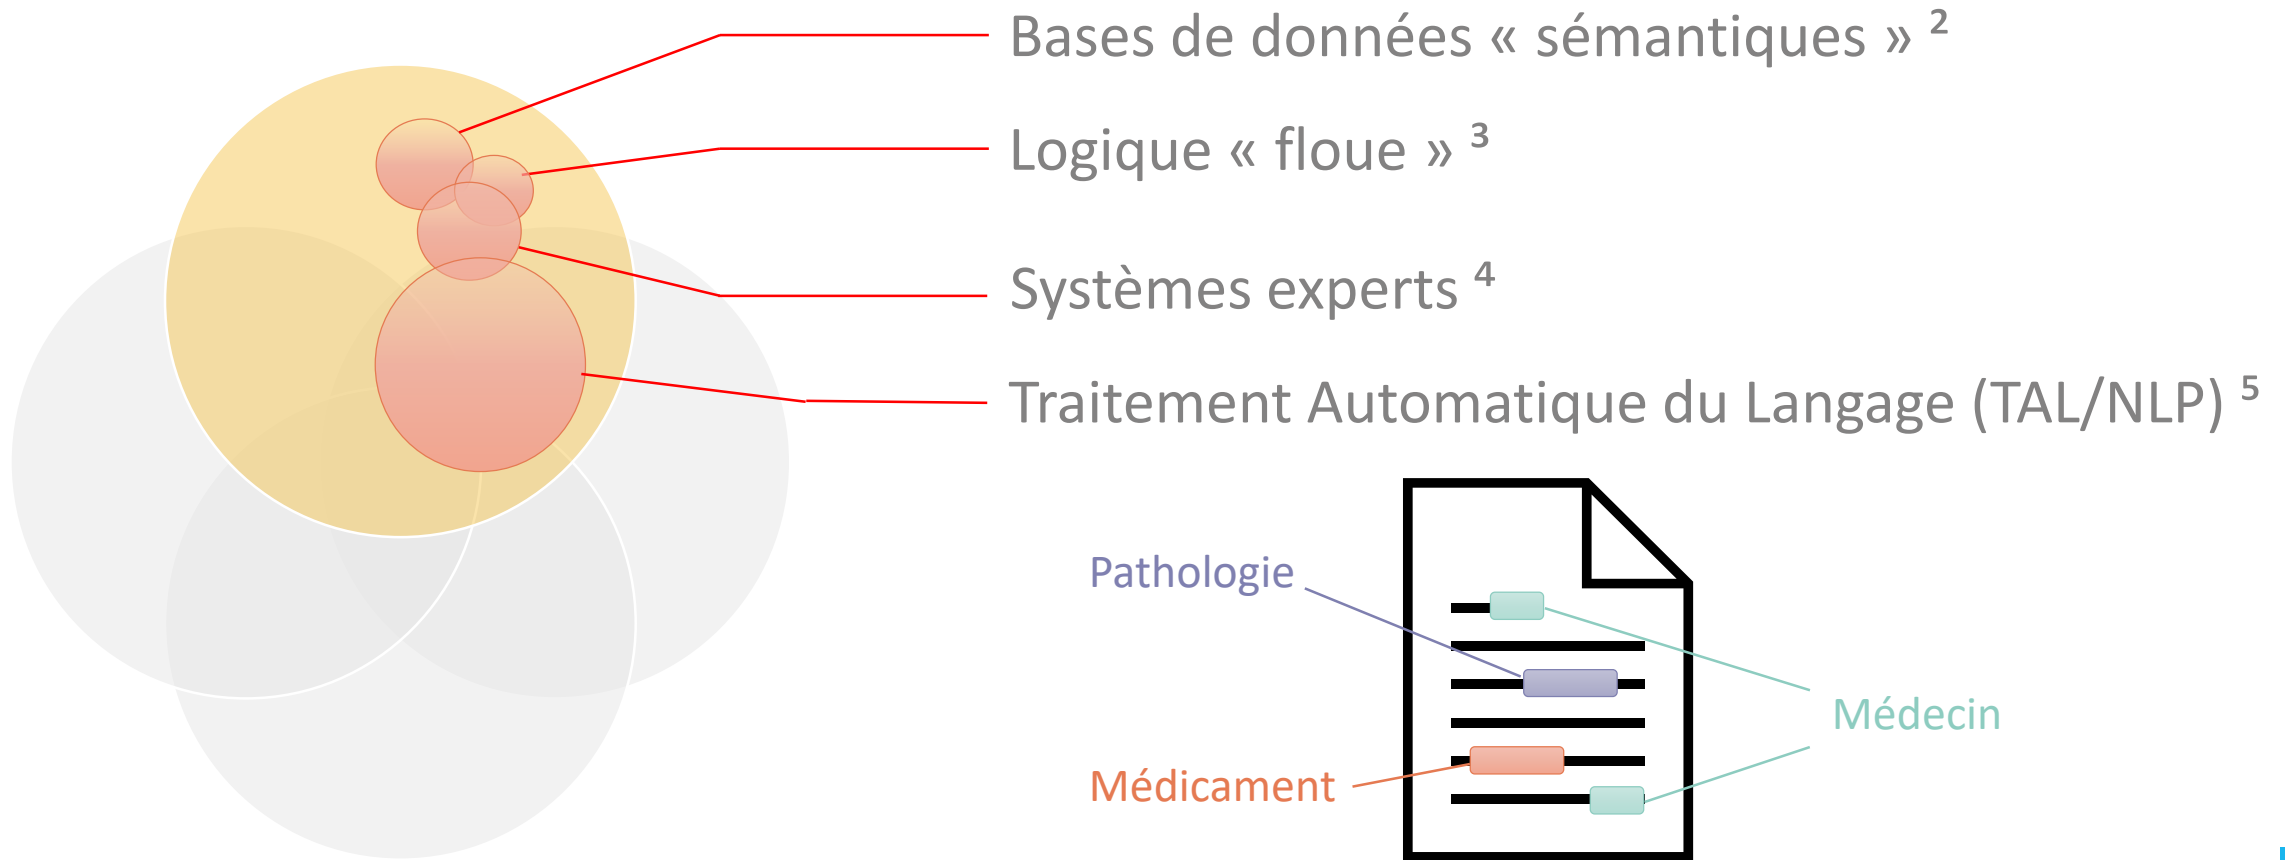 Bases de données « sémantiques » ²
Logique « floue » ³
Systèmes experts ⁴
Traitement Automatique du Langage (TAL/NLP) ⁵
Pathologie
Médecin
Médicament